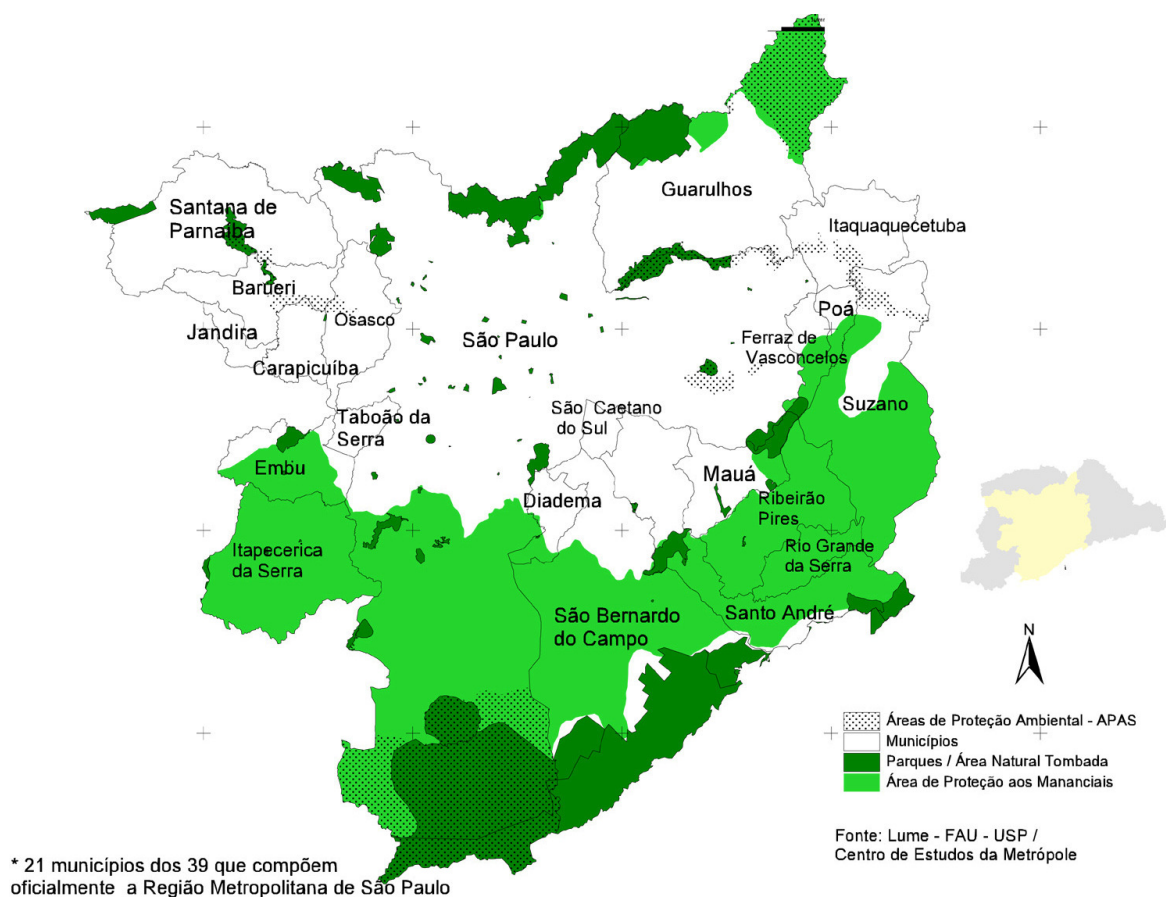 Guarulhos
Santana de
Parnaíba
Itaquaquecetuba
Barueri
Poá
Osasco
Jandira
São Paulo
Ferraz de
Vasconcelos
Carapicuíba
Suzano
São Caetano
do Sul
Taboão da
Serra
Embu
Mauá
Diadema
Ribeirão
Pires
Itapecerica
da Serra
Rio Grande
da Serra
São Bernardo
do Campo
Santo André
N
Áreas de Proteção Ambiental - APAS
Municípios
Parques / Área Natural Tombada
Área de Proteção aos Mananciais
Fonte: Lume - FAU - USP /
Centro de Estudos da Metrópole
* 21 municípios dos 39 que compõem
oficialmente a Região Metropolitana de São Paulo